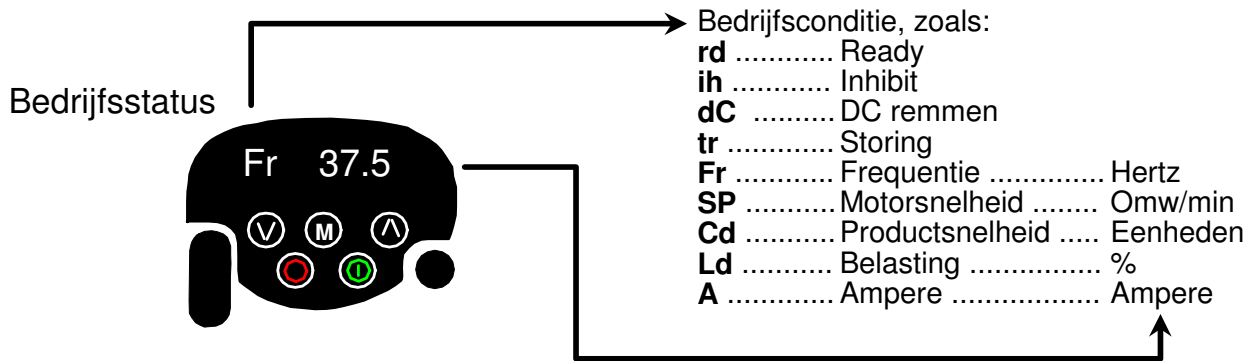 Bedrijfsconditie, zoals:
rd ............ Ready
ih ............ Inhibit
dC .......... DC remmen
tr ............. Storing
Fr ............ Frequentie .............. Hertz
SP ........... Motorsnelheid ........ Omw/min
Cd ........... Productsnelheid ..... Eenheden
Ld ........... Belasting ................ %
A ............. Ampere .................. Ampere
Bedrijfsstatus
Fr 37.5
M